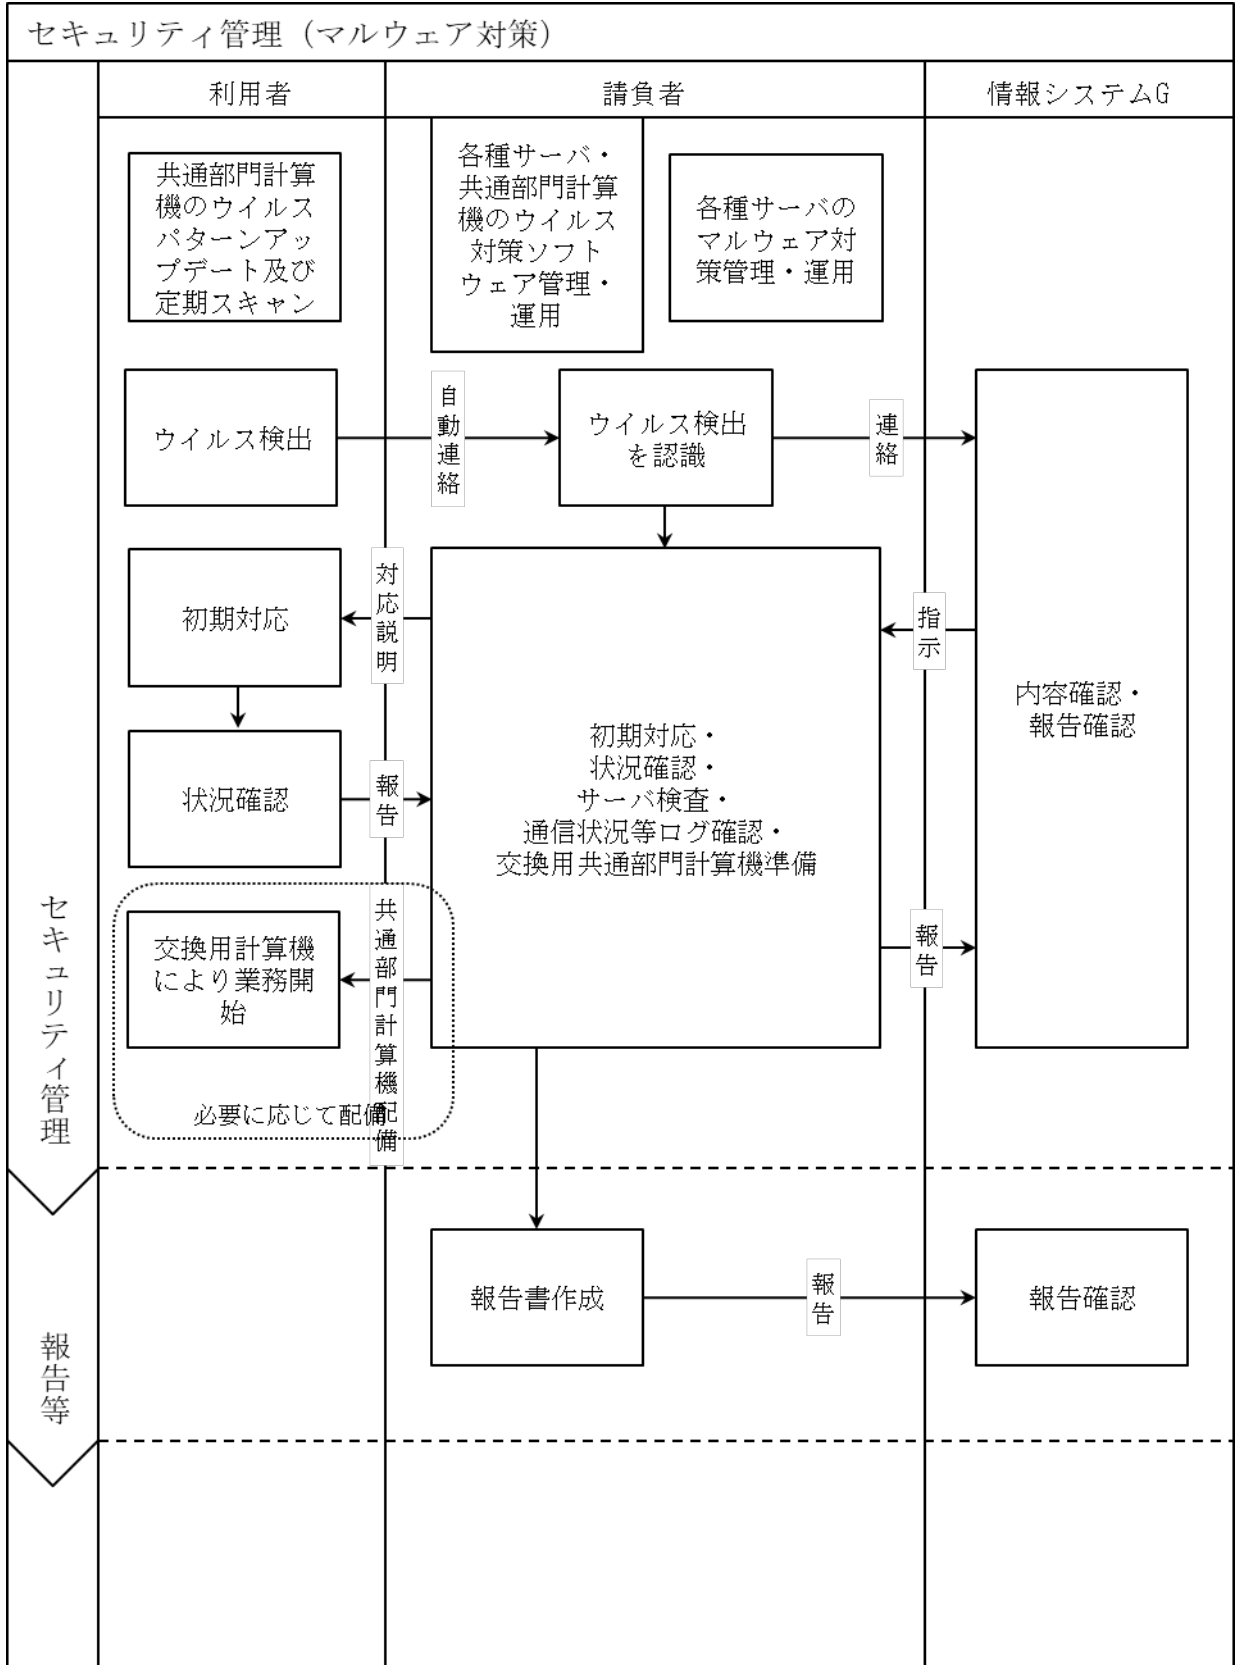 セキュリティ管理（マルウェア対策）
利用者
請負者
情報システムG
共通部門計算
機のウイルス
パターンアッ
プデート及び
定期スキャン
各種サーバ・
共通部門計算
機のウイルス
対策ソフト
ウェア管理・
運用
各種サーバの
マルウェア対
策管理・運用
ウイルス検出
自動連絡
ウイルス検出
を認識
連絡
初期対応
対応説明
指示
内容確認・
報告確認
初期対応・
状況確認・
サーバ検査・
通信状況等ログ確認・
交換用共通部門計算機準備
状況確認
報告
交換用計算機
により業務開
始
共通部門計算機配備
報告
必要に応じて配備
セキュリティ管理
報告書作成
報告
報告確認
報告等